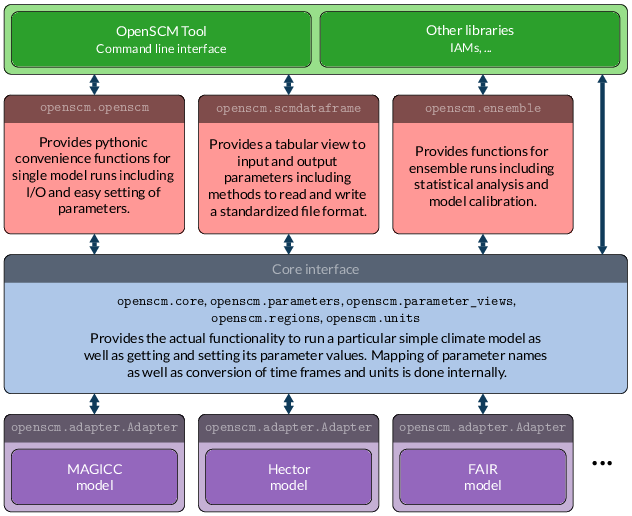 OpenSCM Tool
Command line interface
Other libraries
IAMs, ...
openscm.openscm
Provides pythonic
convenience functions for
single model runs including
I/O and easy setting of
parameters.
openscm.scmdataframe
Provides a tabular view to
input and output
parameters including
methods to read and write
a standardized file format.
openscm.ensemble
Provides functions for
ensemble runs including
statistical analysis and
model calibration.
Core interface
openscm.core, openscm.parameters, openscm.parameter_views,
openscm.regions, openscm.units
Provides the actual functionality to run a particular simple climate model as
well as getting and setting its parameter values. Mapping of parameter names
as well as conversion of time frames and units is done internally.
openscm.adapter.Adapter
MAGICC
model
openscm.adapter.Adapter
Hector
model
openscm.adapter.Adapter
FAIR
model
...